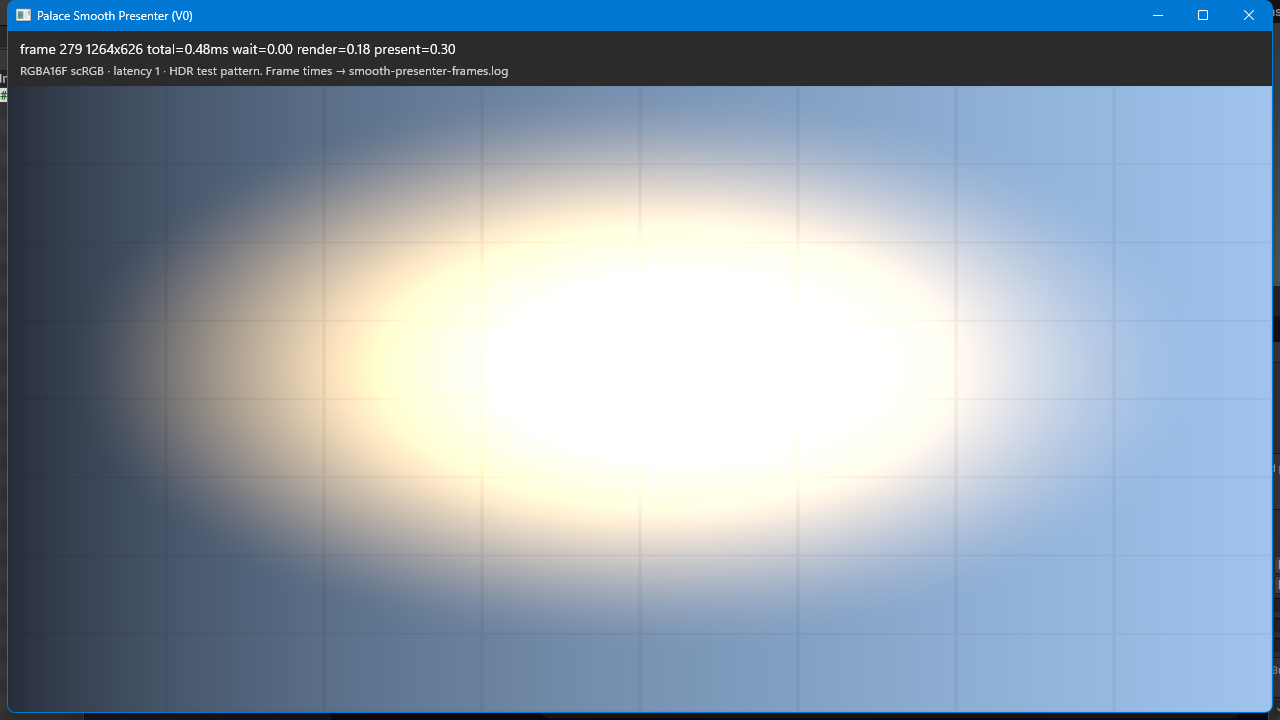 Palace Smooth Presenter (V0)
frame 279 1264x626 total=0.48ms wait=0.00 render=0.18 present=0.30
RGBA16F scRGB · latency 1 · HDR test pattern. Frame times → smooth-presenter-frames.log